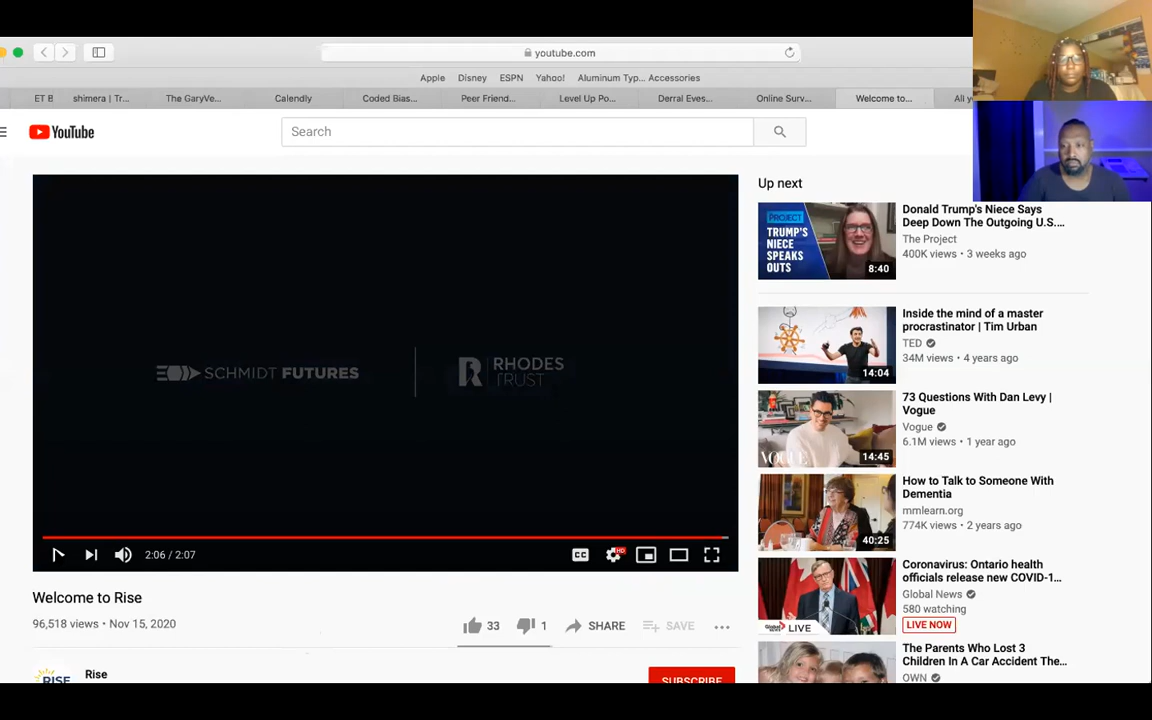 youtube.com
Apple Disney ESPN Yahoo! Aluminum Typ... Accessories
ET B shimera | Tr... The GaryVe... Calendly Coded Bias... Peer Friend... Level Up Po... Derral Eves... Online Surv... Welcome to... All y
YouTube
Search
Up next
PROJECT
TRUMP'S
NIECE
SPEAKS
OUTS
8:40
Donald Trump's Niece Says
Deep Down The Outgoing U.S....
The Project
400K views • 3 weeks ago
14:04
Inside the mind of a master
procrastinator | Tim Urban
TED
34M views • 4 years ago
VOGUE
14:45
73 Questions With Dan Levy |
Vogue
Vogue
6.1M views • 1 year ago
40:25
How to Talk to Someone With
Dementia
mmlearn.org
774K views • 2 years ago
LIVE
Coronavirus: Ontario health
officials release new COVID-1...
Global News
580 watching
LIVE NOW
The Parents Who Lost 3
Children In A Car Accident The...
OWN
SCHMIDT FUTURES
RHODES
TRUST
2:06 / 2:07
CC
HD
Welcome to Rise
96,518 views • Nov 15, 2020
33 1 SHARE SAVE
RISE
Rise
SUBSCRIBE